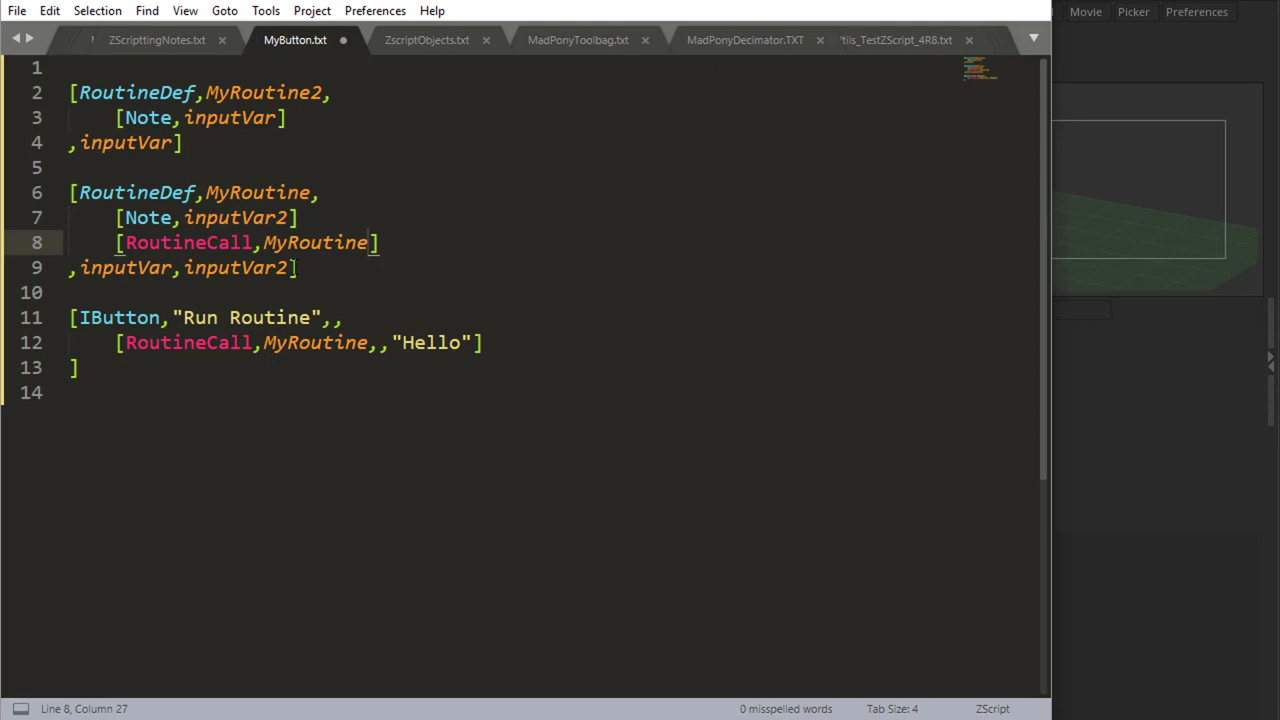 File Edit Selection Find View Goto Tools Project Preferences Help
Movie Picker Preferences
ZScripttingNotes.txt MyButton.txt ZscriptObjects.txt MadPonyToolbag.txt MadPonyDecimator.TXT tils_TestZScript_4R8.txt
1
2 [RoutineDef,MyRoutine2,
3 [Note,inputVar]
4 ,inputVar]
5
6 [RoutineDef,MyRoutine,
7 [Note,inputVar2]
8 [RoutineCall,MyRoutine]
9 ,inputVar,inputVar2]
10
11 [IButton,"Run Routine",,
12 [RoutineCall,MyRoutine,,"Hello"]
13 ]
14
Line 8, Column 27 0 misspelled words Tab Size: 4 ZScript